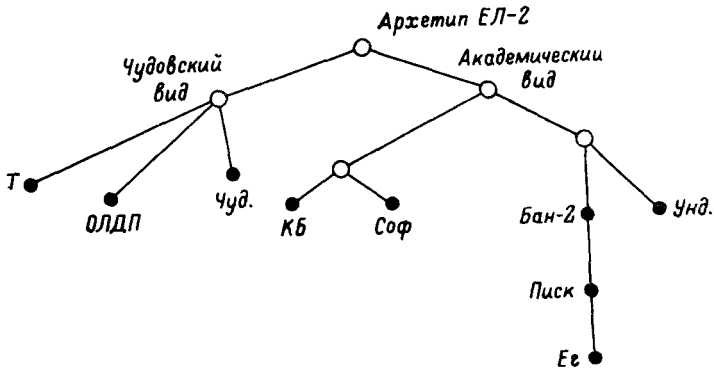 Архетип ЕЛ-2
Чудовский
вид
Академический
вид
Т
ОЛДП
Чуд.
КБ
Соф
Бан-2
Унд.
Писк
Ег